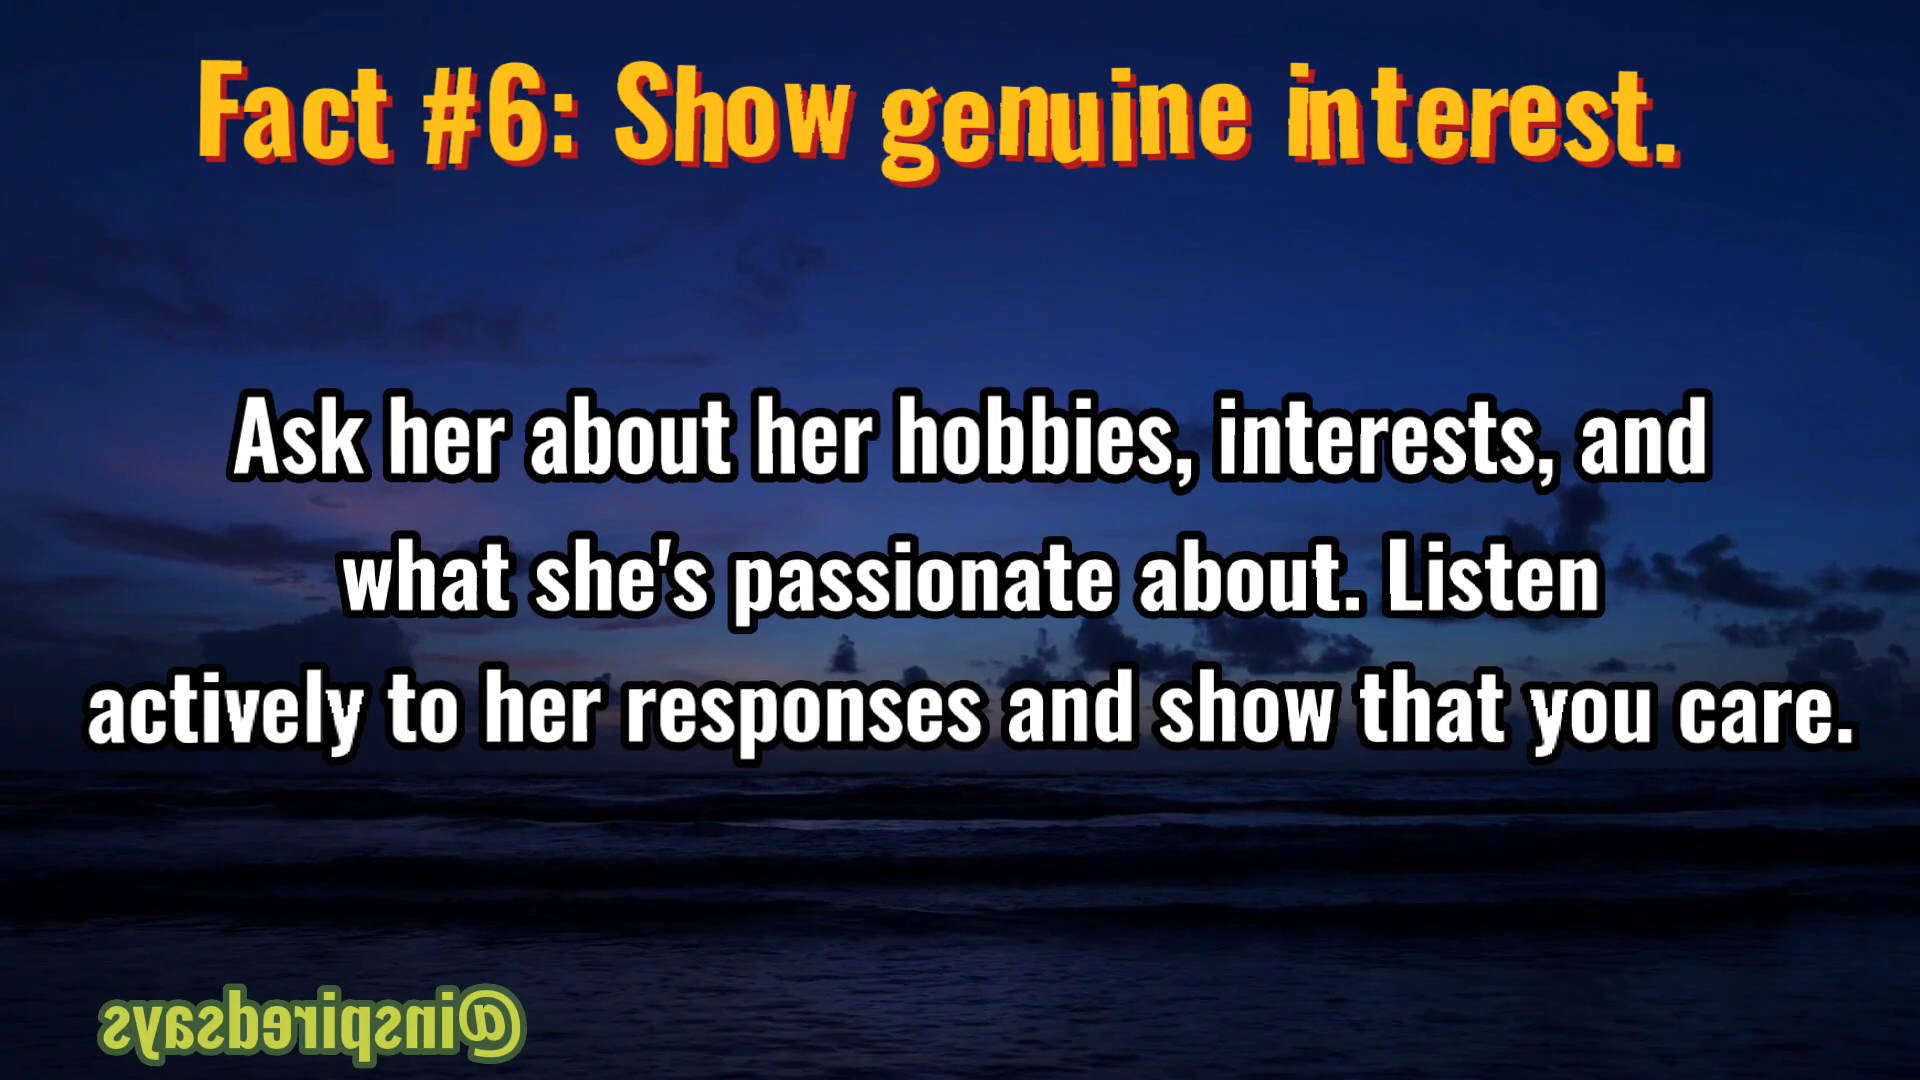 Fact #6: Show genuine interest.
Ask her about her hobbies, interests, and
what she's passionate about. Listen
actively to her responses and show that you care.
@inspiredsays